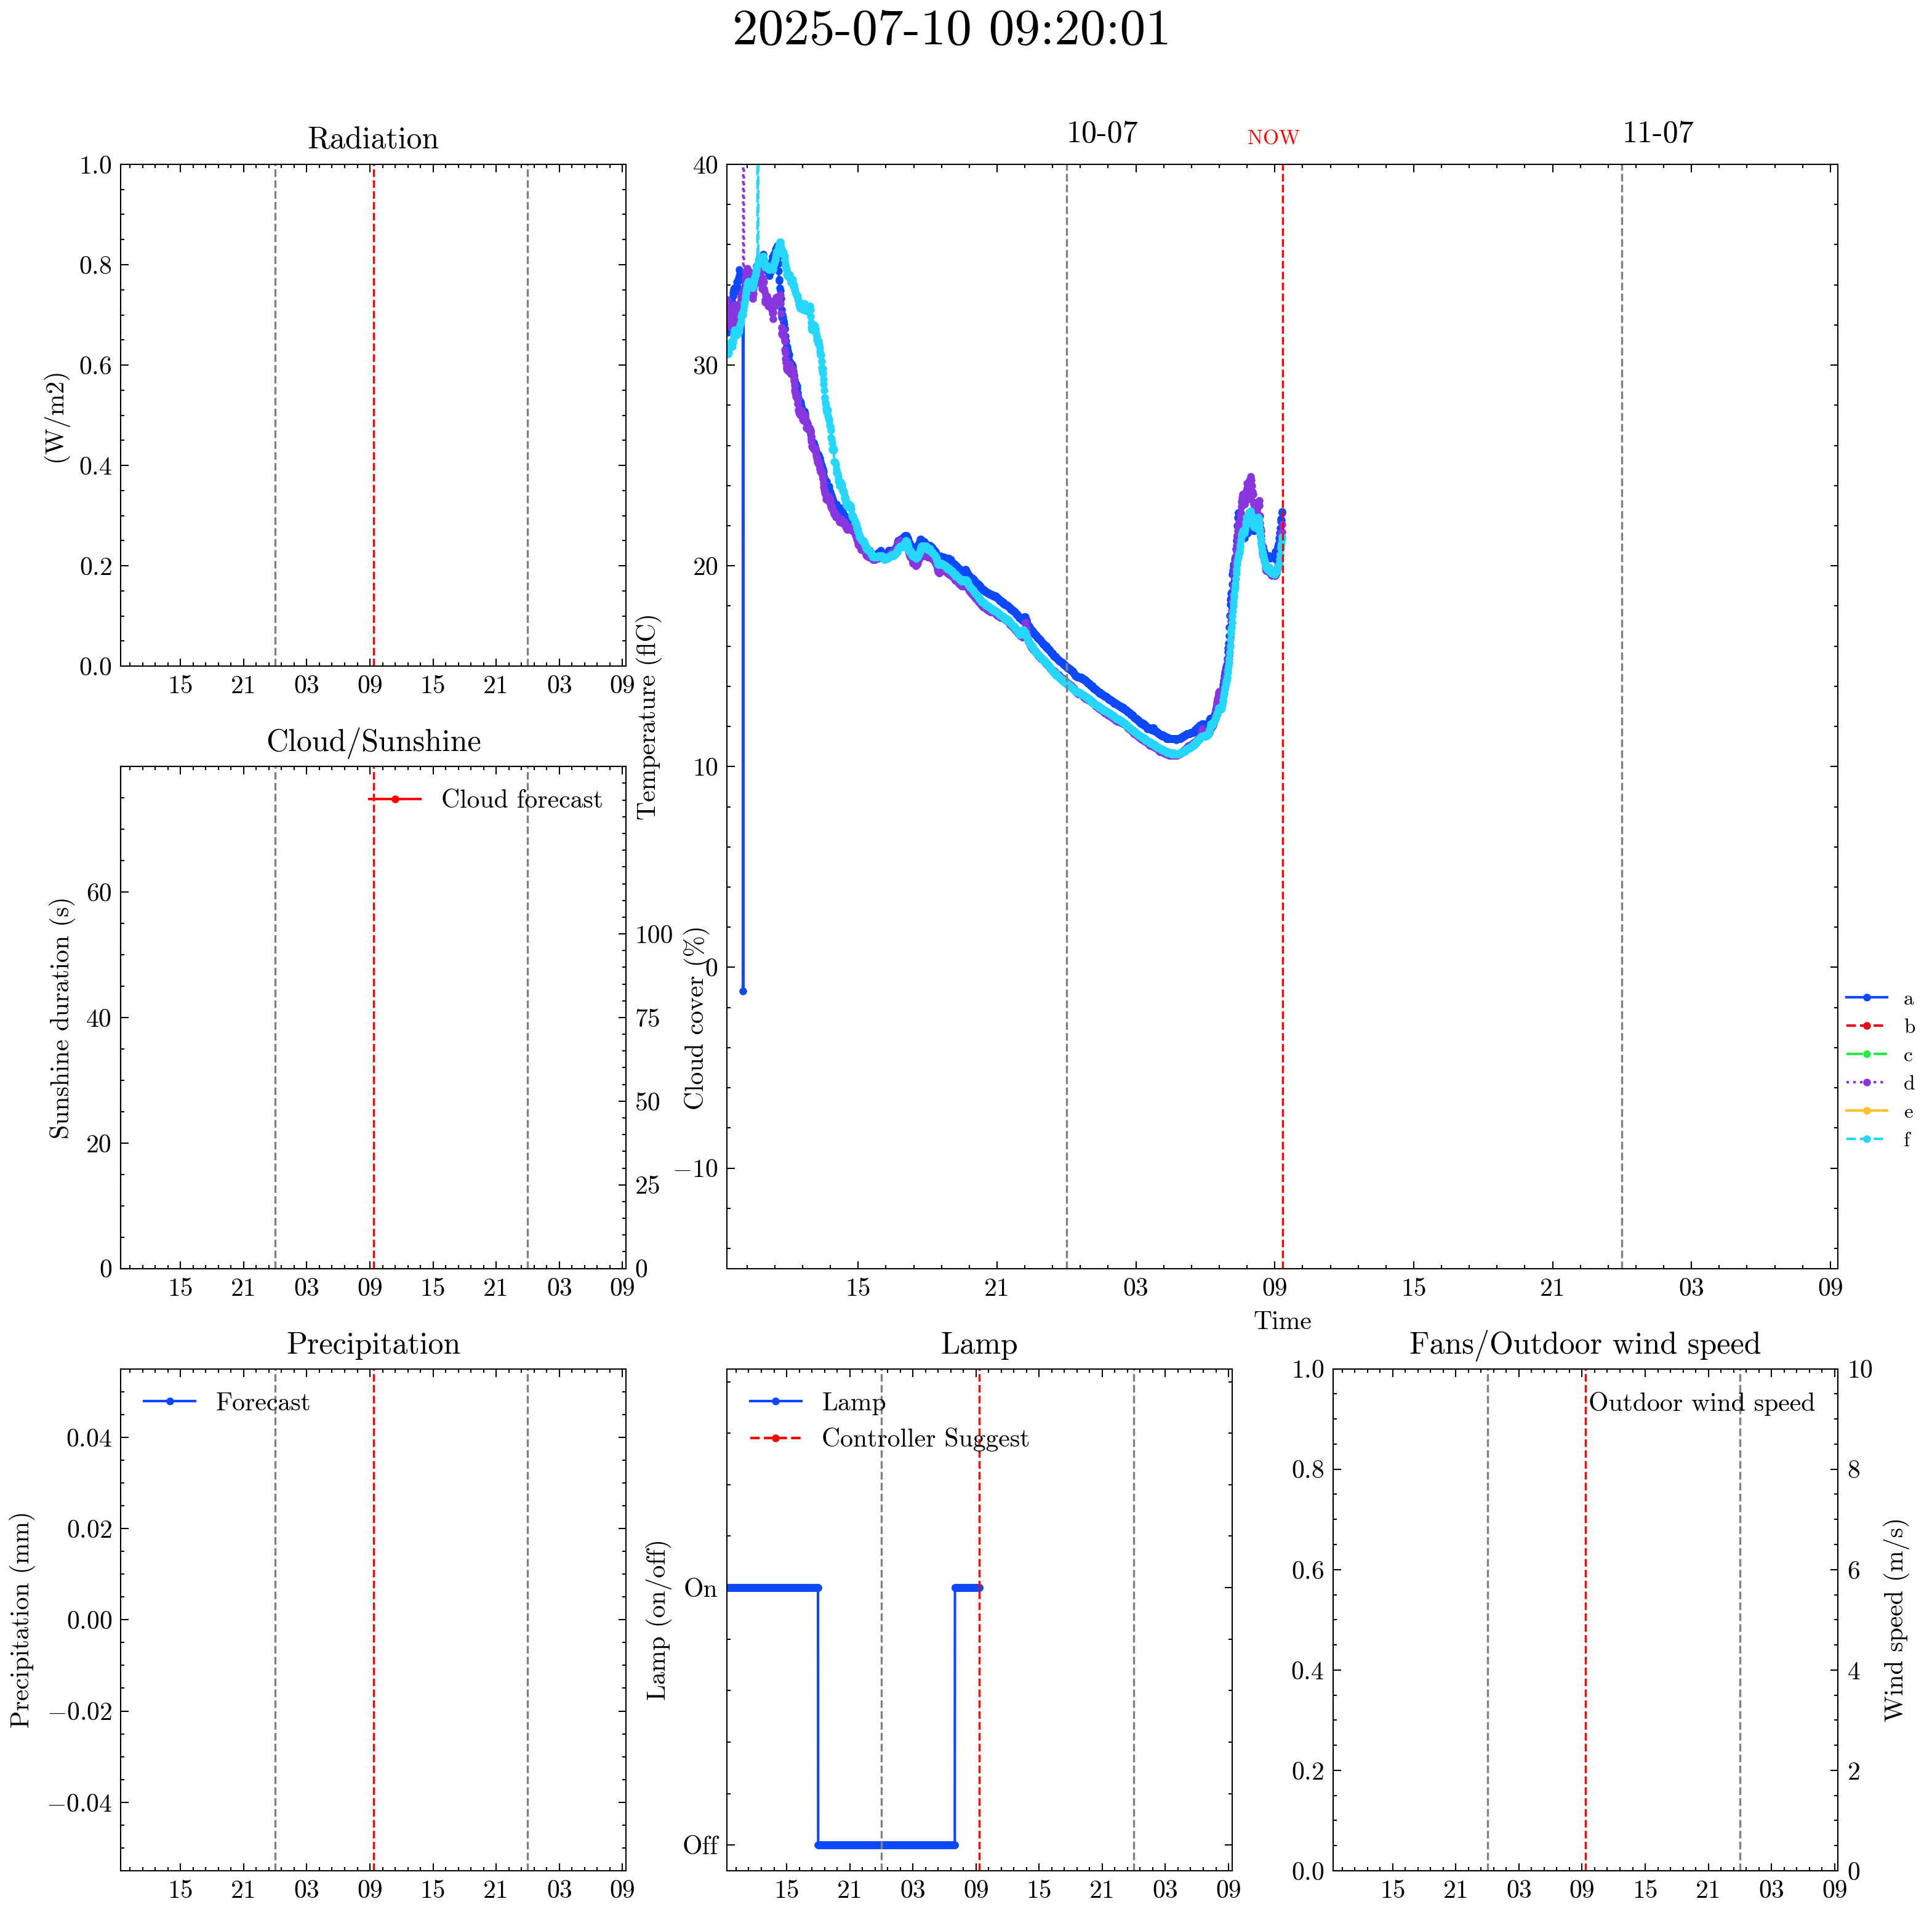 2025-07-10 09:20:01
Radiation
(W/m2)
1.0
0.8
0.6
0.4
0.2
0.0
15 21 03 09 15 21 03 09
10-07 NOW 11-07
Temperature (flC)
40
30
20
10
0
−10
15 21 03 09 15 21 03 09
Time
a
b
c
d
e
f
Cloud/Sunshine
Cloud forecast
Sunshine duration (s)
60
40
20
0
Cloud cover (%)
100
75
50
25
0
15 21 03 09 15 21 03 09
Precipitation
Forecast
Precipitation (mm)
0.04
0.02
0.00
−0.02
−0.04
15 21 03 09 15 21 03 09
Lamp
Lamp
Controller Suggest
Lamp (on/off)
On
Off
15 21 03 09 15 21 03 09
Fans/Outdoor wind speed
Outdoor wind speed
1.0
0.8
0.6
0.4
0.2
0.0
10
8
6
4
2
0
Wind speed (m/s)
15 21 03 09 15 21 03 09